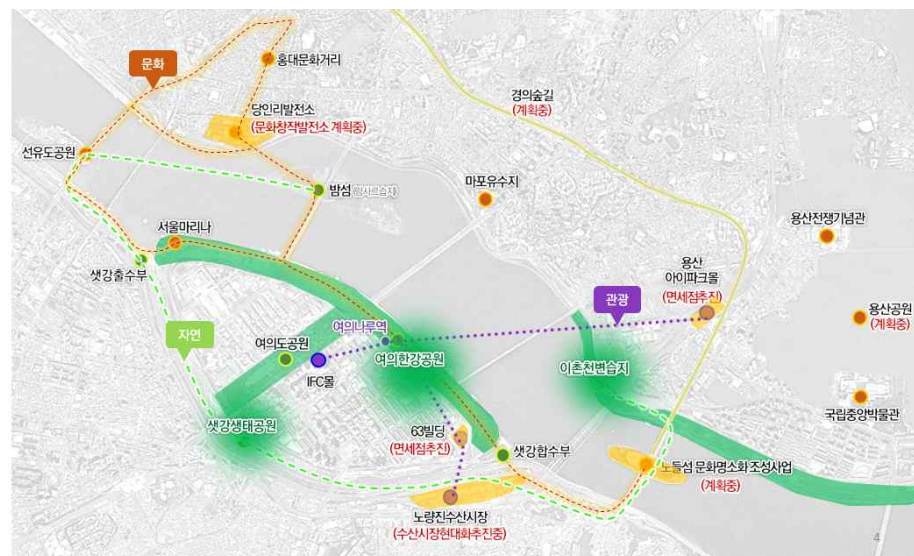 문화
홍대문화거리
당인리발전소
(문화창작발전소 계획중)
경의숲길
(계획중)
선유도공원
밤섬 (람사르습지)
마포유수지
서울마리나
용산전쟁기념관
샛강출수부
용산
아이파크몰
(면세점추진)
관광
용산공원
(계획중)
자연
여의나루역
여의도공원
여의한강공원
IFC몰
이촌천변습지
국립중앙박물관
샛강생태공원
63빌딩
(면세점추진)
샛강합수부
노들섬 문화명소화조성사업
(계획중)
노량진수산시장
(수산시장현대화추진중)
4